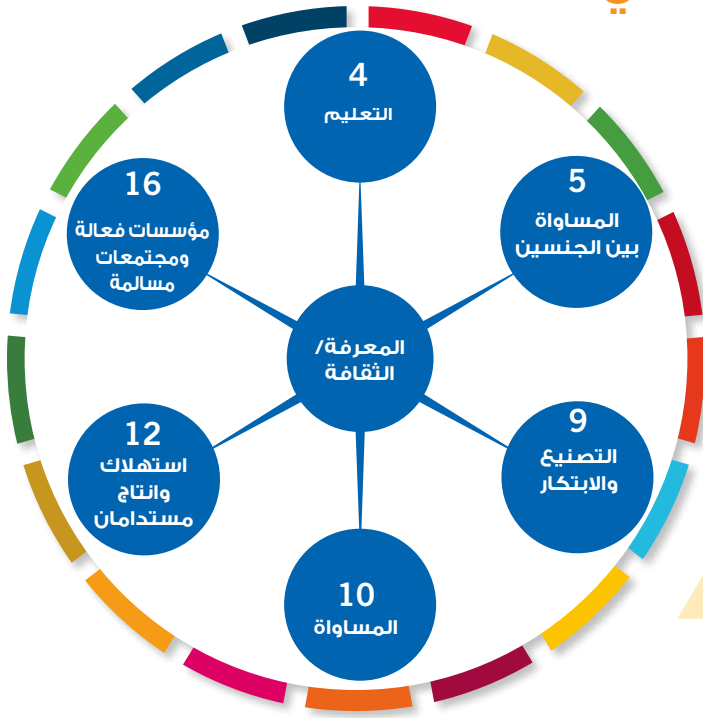 4
التعليم
5
المساواة
بين الجنسين
9
التصنيع
والابتكار
10
المساواة
12
استهلاك
وانتاج
مستدامان
16
مؤسسات فعالة
ومجتمعات
مسالمة
المعرفة/
الثقافة